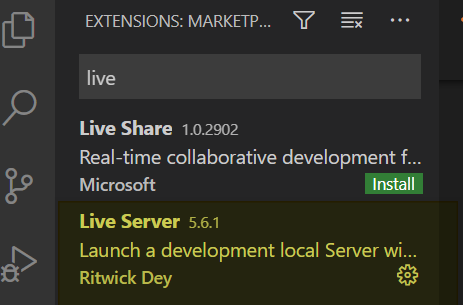 EXTENSIONS: MARKETP...
live
Live Share 1.0.2902
Real-time collaborative development f...
Microsoft Install
Live Server 5.6.1
Launch a development local Server wi...
Ritwick Dey